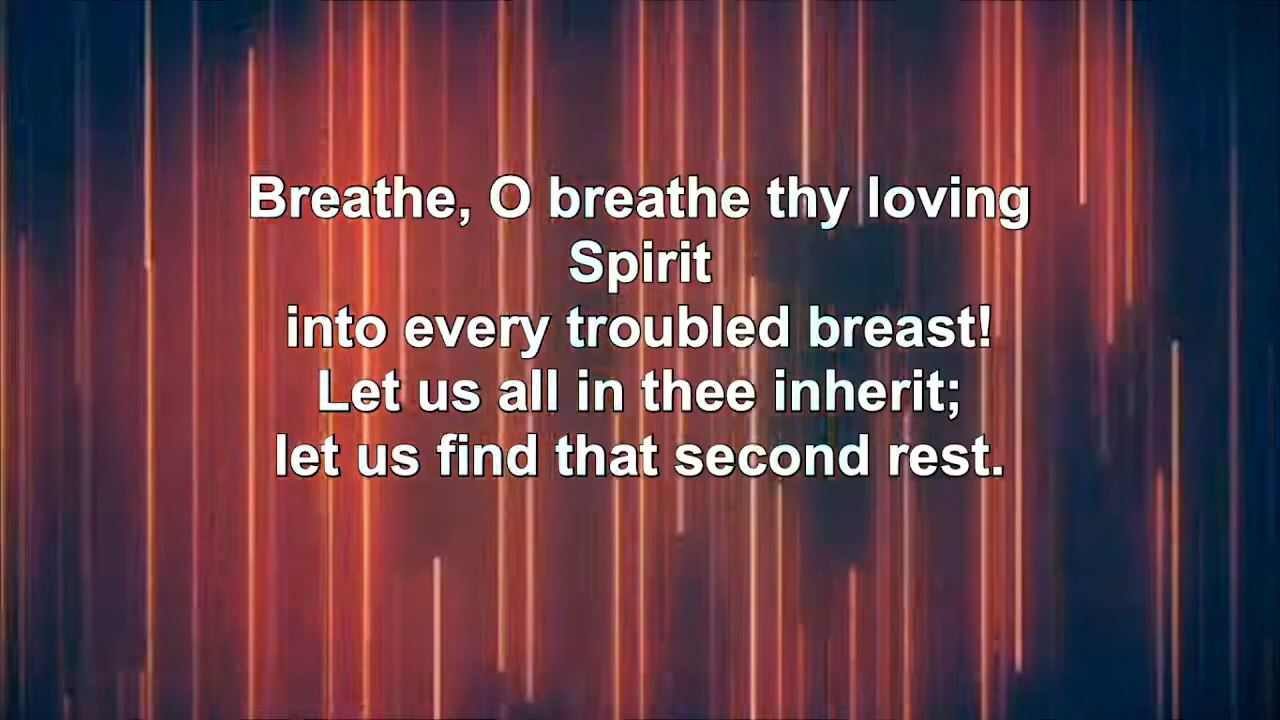 Breathe, O breathe thy loving
Spirit
into every troubled breast!
Let us all in thee inherit;
let us find that second rest.